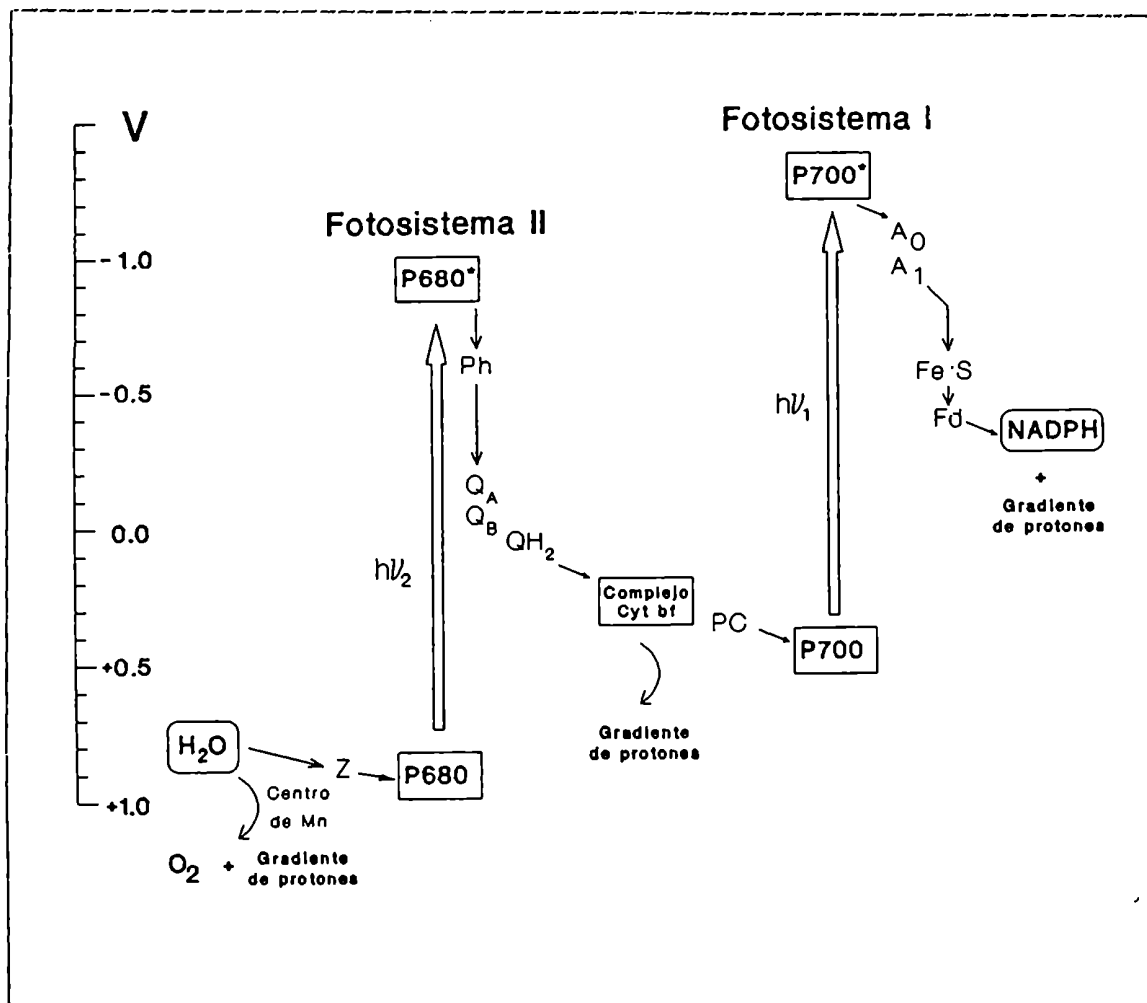 V
Fotosistema I
P700*
Fotosistema II
A0
A1
-1.0
P680*
Ph
-0.5
Fe·S
hν1
Fd
NADPH
+
Gradiente
de protones
QA
QB
0.0
QH2
hν2
Complejo
Cyt bf
PC
P700
+0.5
Gradiente
de protones
H2O
Z
P680
+1.0
Centro
de Mn
O2 + Gradiente
de protones